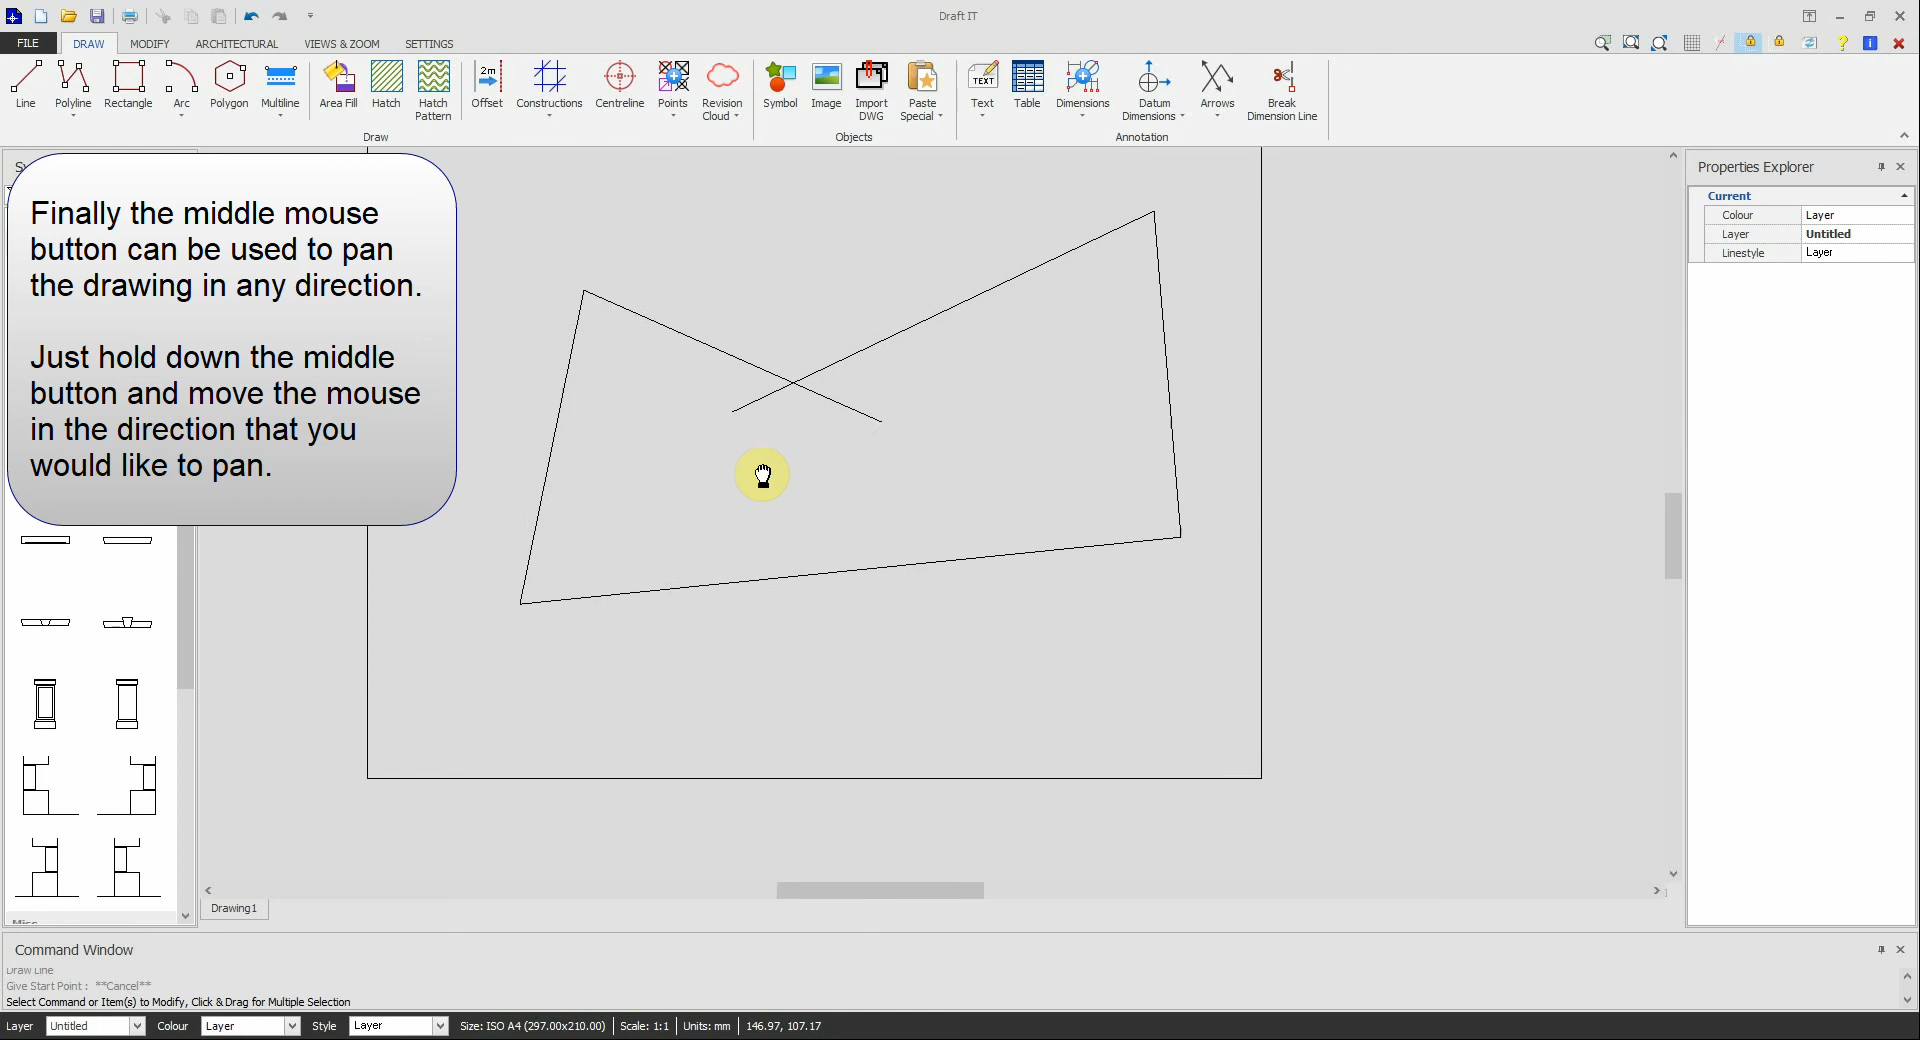 Draft IT
FILE
DRAW
MODIFY
ARCHITECTURAL
VIEWS & ZOOM
SETTINGS
Line
Polyline
Rectangle
Arc
Polygon
Multiline
Area Fill
Hatch
Hatch
Pattern
Offset
2m
Constructions
Centreline
Points
Revision
Cloud
Symbol
Image
Import
DWG
Paste
Special
TEXT
Text
Table
Dimensions
Datum
Dimensions
Arrows
Break
Dimension Line
Draw
Objects
Annotation
Finally the middle mouse
button can be used to pan
the drawing in any direction.
Just hold down the middle
button and move the mouse
in the direction that you
would like to pan.
Properties Explorer
Current
Colour Layer
Layer Untitled
Linestyle Layer
Drawing1
Command Window
Draw Line
Give Start Point : **Cancel**
Select Command or Item(s) to Modify, Click & Drag for Multiple Selection
Layer Untitled Colour Layer Style Layer Size: ISO A4 (297.00x210.00) Scale: 1:1 Units: mm 146.97, 107.17